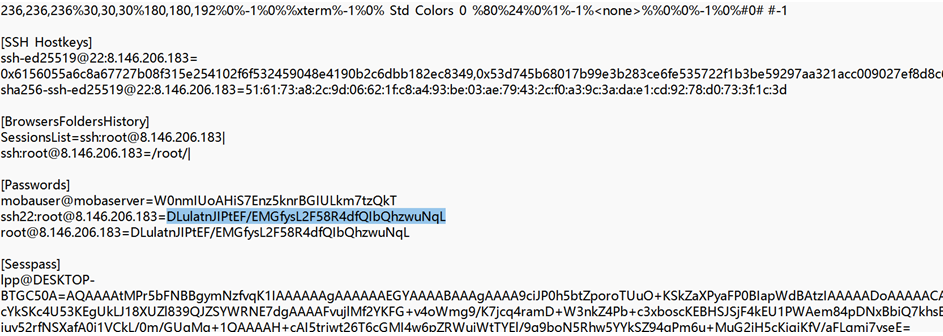 236,236,236%30,30,30%180,180,192%0%-1%0%%xterm%-1%0% Std Colors 0 %80%24%0%1%-1%<none>%%0%0%-1%0%#0# #-1
[SSH Hostkeys]
ssh-ed25519@22:8.146.206.183=
0x6156055a6c8a67727b08f315e254102f6f532459048e4190b2c6dbb182ec8349,0x53d745b68017b99e3b283ce6fe535722f1b3be59297aa321acc009027ef8d8c6
sha256-ssh-ed25519@22:8.146.206.183=51:61:73:a8:2c:9d:06:62:1f:c8:a4:93:be:03:ae:79:43:2c:f0:a3:9c:3a:da:e1:cd:92:78:d0:73:3f:1c:3d
[BrowsersFoldersHistory]
SessionsList=ssh:root@8.146.206.183|
ssh:root@8.146.206.183=/root/|
[Passwords]
mobauser@mobaserver=W0nmIUoAHiS7Enz5knrBGIULkm7tzQkT
ssh22:root@8.146.206.183=DLulatnJIPtEF/EMGfysL2F58R4dfQIbQhzwuNqL
root@8.146.206.183=DLulatnJIPtEF/EMGfysL2F58R4dfQIbQhzwuNqL
[Sesspass]
lpp@DESKTOP-
BTGC50A=AQAAAAtMPr5bFNBBgymNzfvqK1IAAAAAAgAAAAAAEGYAAAABAAAgAAAA9ciJP0h5btZporoTUuO+KSkZaXPyaFP0BIapWdBAtzIAAAAADoAAAAACA
cYkSKc4U53KEgUkLJ18XUZl839QJZSYWRNE7dgAAAAFvujIMf2YKFG+v4oWmg9/K7jcq4ramD+W3nkZ4Pb+c3xboscKEBHSJSjF4kEU1PWHZrWEam84pDNxBbiQ7khsE